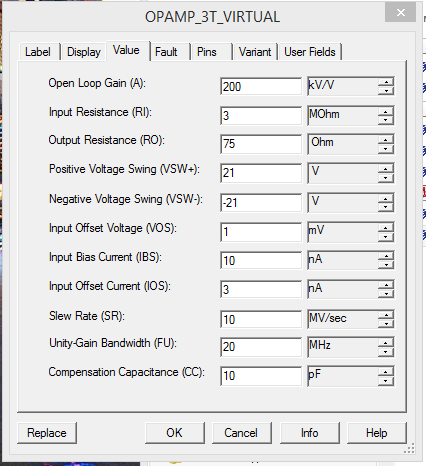 OPAMP_3T_VIRTUAL
Label Display Value Fault Pins Variant User Fields
Open Loop Gain (A): 200 kV/V
Input Resistance (RI): 3 MOhm
Output Resistance (RO): 75 Ohm
Positive Voltage Swing (VSW+): 21 V
Negative Voltage Swing (VSW-): -21 V
Input Offset Voltage (VOS): 1 mV
Input Bias Current (IBS): 10 nA
Input Offset Current (IOS): 3 nA
Slew Rate (SR): 10 MV/sec
Unity-Gain Bandwidth (FU): 20 MHz
Compensation Capacitance (CC): 10 pF
Replace OK Cancel Info Help